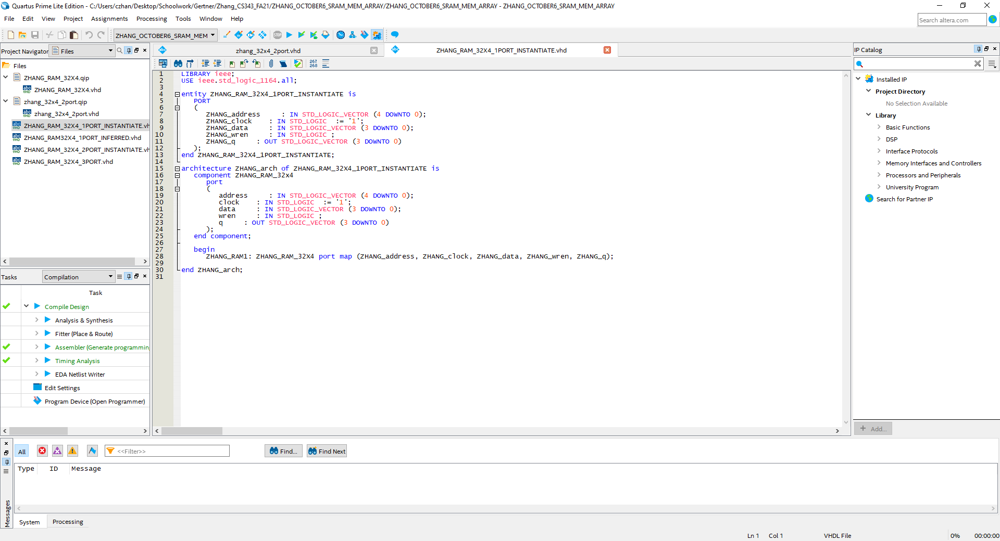 Quartus Prime Lite Edition - C:/Users/czhan/Desktop/Schoolwork/Gertner/Zhang_CS343_FA21/ZHANG_OCTOBER6_SRAM_MEM_ARRAY/ZHANG_OCTOBER6_SRAM_MEM_ARRAY - ZHANG_OCTOBER6_SRAM_MEM_ARRAY
File Edit View Project Assignments Processing Tools Window Help
Search altera.com
ZHANG_OCTOBER6_SRAM_MEM
STOP
Project Navigator Files
Files
ZHANG_RAM_32X4.qip
ZHANG_RAM_32X4.vhd
zhang_32x4_2port.qip
zhang_32x4_2port.vhd
ZHANG_RAM_32X4_1PORT_INSTANTIATE.vh
ZHANG_RAM32X4_1PORT_INFERRED.vhd
ZHANG_RAM_32X4_2PORT_INSTANTIATE.vh
ZHANG_RAM_32X4_3PORT.vhd
Tasks Compilation
Task
Compile Design
Analysis & Synthesis
Fitter (Place & Route)
Assembler (Generate programmin
Timing Analysis
EDA Netlist Writer
Edit Settings
Program Device (Open Programmer)
zhang_32x4_2port.vhd ZHANG_RAM_32X4_1PORT_INSTANTIATE.vhd
267
268
1 LIBRARY ieee;
2 USE ieee.std_logic_1164.all;
3
4 entity ZHANG_RAM_32X4_1PORT_INSTANTIATE is
5 PORT
6 (
7 ZHANG_address : IN STD_LOGIC_VECTOR (4 DOWNTO 0);
8 ZHANG_clock : IN STD_LOGIC := '1';
9 ZHANG_data : IN STD_LOGIC_VECTOR (3 DOWNTO 0);
10 ZHANG_wren : IN STD_LOGIC ;
11 ZHANG_q : OUT STD_LOGIC_VECTOR (3 DOWNTO 0)
12 );
13 end ZHANG_RAM_32X4_1PORT_INSTANTIATE;
14
15 architecture ZHANG_arch of ZHANG_RAM_32X4_1PORT_INSTANTIATE is
16 component ZHANG_RAM_32x4
17 port
18 (
19 address : IN STD_LOGIC_VECTOR (4 DOWNTO 0);
20 clock : IN STD_LOGIC := '1';
21 data : IN STD_LOGIC_VECTOR (3 DOWNTO 0);
22 wren : IN STD_LOGIC ;
23 q : OUT STD_LOGIC_VECTOR (3 DOWNTO 0)
24 );
25 end component;
26
27 begin
28 ZHANG_RAM1: ZHANG_RAM_32X4 port map (ZHANG_address, ZHANG_clock, ZHANG_data, ZHANG_wren, ZHANG_q);
29
30 end ZHANG_arch;
31
IP Catalog
Installed IP
Project Directory
No Selection Available
Library
Basic Functions
DSP
Interface Protocols
Memory Interfaces and Controllers
Processors and Peripherals
University Program
Search for Partner IP
+ Add...
All <<Filter>> Find... Find Next
Type ID Message
Messages
System Processing
Ln 1 Col 1 VHDL File 0% 00:00:00